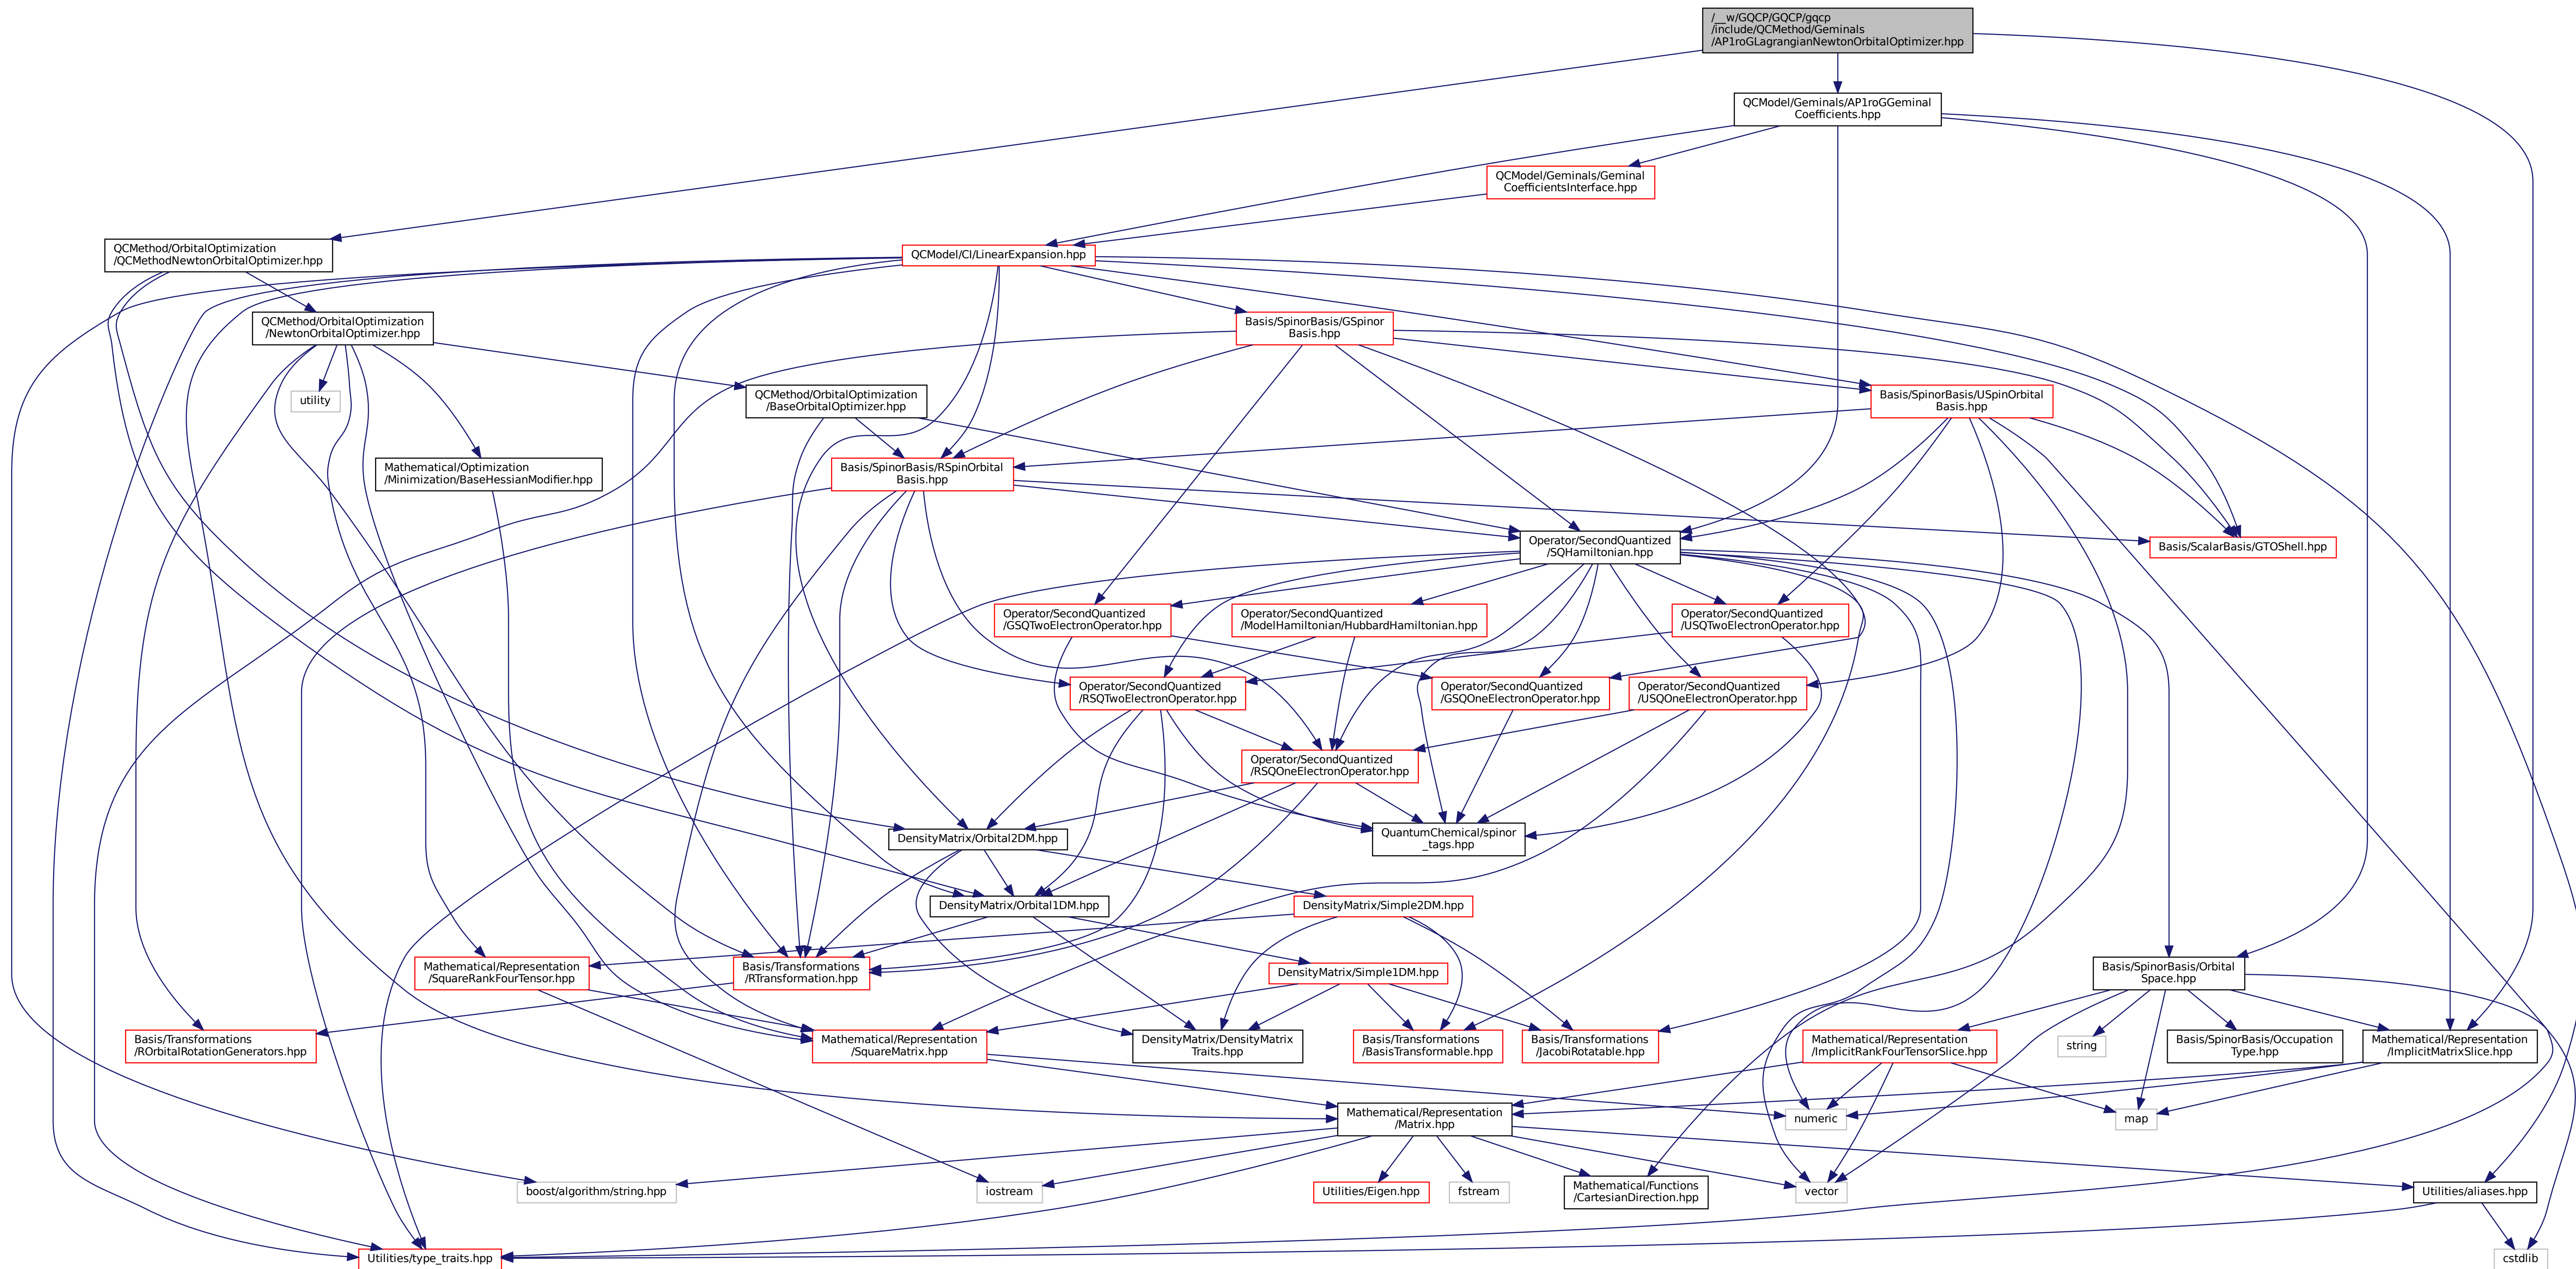 /__w/GQCP/GQCP/gqcp
/include/QCMethod/Geminals
/AP1roGLagrangianNewtonOrbitalOptimizer.hpp
QCModel/Geminals/AP1roGGeminal
Coefficients.hpp
QCModel/Geminals/Geminal
CoefficientsInterface.hpp
QCMethod/OrbitalOptimization
/QCMethodNewtonOrbitalOptimizer.hpp
QCModel/CI/LinearExpansion.hpp
QCMethod/OrbitalOptimization
/NewtonOrbitalOptimizer.hpp
Basis/SpinorBasis/GSpinor
Basis.hpp
utility
QCMethod/OrbitalOptimization
/BaseOrbitalOptimizer.hpp
Basis/SpinorBasis/USpinOrbital
Basis.hpp
Mathematical/Optimization
/Minimization/BaseHessianModifier.hpp
Basis/SpinorBasis/RSpinOrbital
Basis.hpp
Operator/SecondQuantized
/SQHamiltonian.hpp
Basis/ScalarBasis/GTOShell.hpp
Operator/SecondQuantized
/GSQTwoElectronOperator.hpp
Operator/SecondQuantized
/ModelHamiltonian/HubbardHamiltonian.hpp
Operator/SecondQuantized
/USQTwoElectronOperator.hpp
Operator/SecondQuantized
/RSQTwoElectronOperator.hpp
Operator/SecondQuantized
/GSQOneElectronOperator.hpp
Operator/SecondQuantized
/USQOneElectronOperator.hpp
Operator/SecondQuantized
/RSQOneElectronOperator.hpp
DensityMatrix/Orbital2DM.hpp
QuantumChemical/spinor
_tags.hpp
DensityMatrix/Orbital1DM.hpp
DensityMatrix/Simple2DM.hpp
Mathematical/Representation
/SquareRankFourTensor.hpp
Basis/Transformations
/RTransformation.hpp
DensityMatrix/Simple1DM.hpp
Basis/SpinorBasis/Orbital
Space.hpp
Basis/Transformations
/ROrbitalRotationGenerators.hpp
Mathematical/Representation
/SquareMatrix.hpp
DensityMatrix/DensityMatrix
Traits.hpp
Basis/Transformations
/BasisTransformable.hpp
Basis/Transformations
/JacobiRotatable.hpp
Mathematical/Representation
/ImplicitRankFourTensorSlice.hpp
string
Basis/SpinorBasis/Occupation
Type.hpp
Mathematical/Representation
/ImplicitMatrixSlice.hpp
Mathematical/Representation
/Matrix.hpp
numeric
map
boost/algorithm/string.hpp
iostream
Utilities/Eigen.hpp
fstream
Mathematical/Functions
/CartesianDirection.hpp
vector
Utilities/aliases.hpp
Utilities/type_traits.hpp
cstdlib